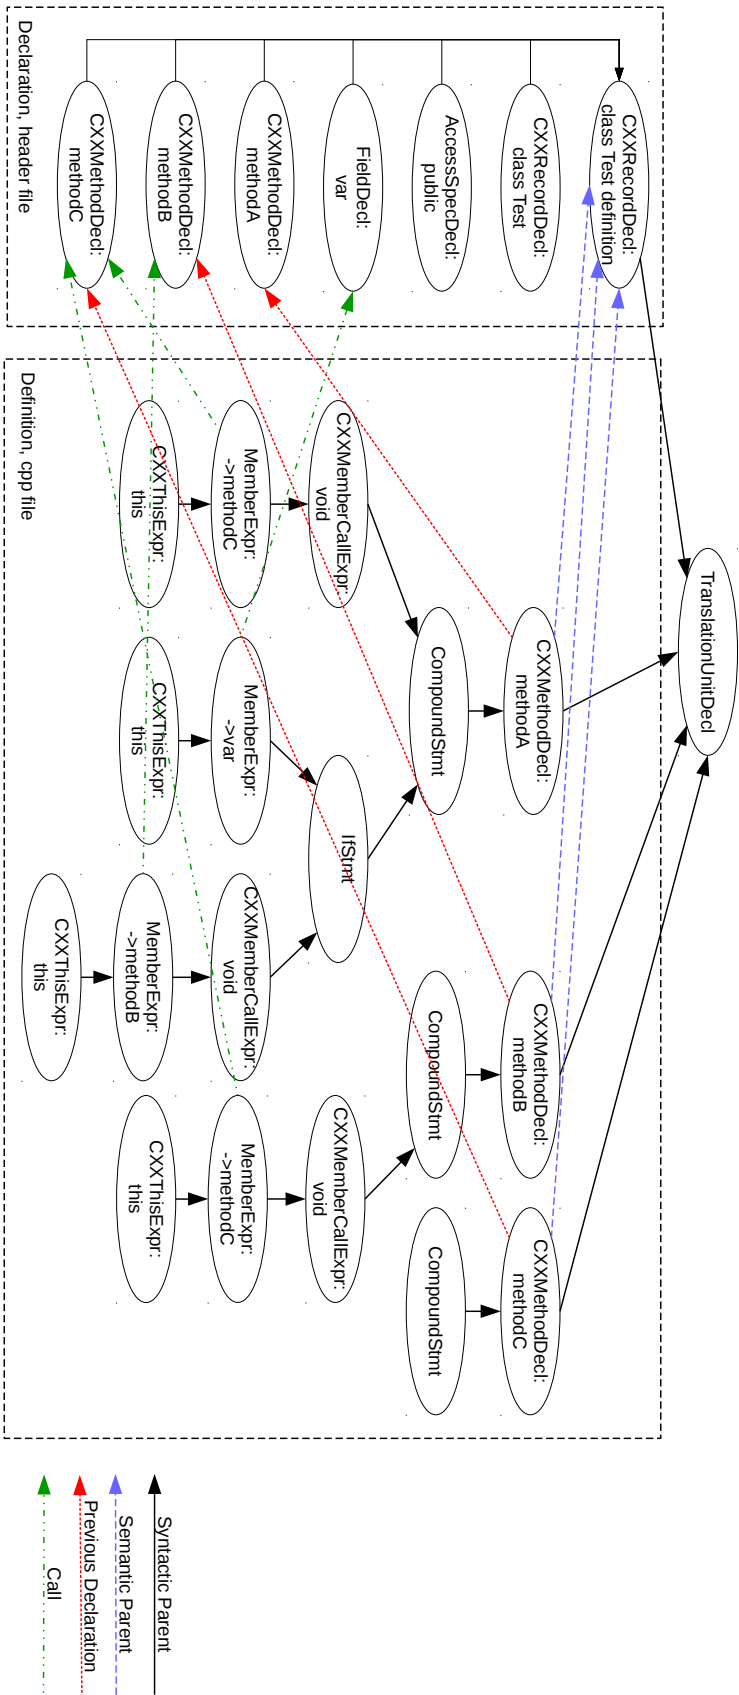 TranslationUnitDecl
Declaration, header file
CXXRecordDecl:
class Test definition
CXXRecordDecl:
class Test
AccessSpecDecl:
public
FieldDecl:
var
CXXMethodDecl:
methodA
CXXMethodDecl:
methodB
CXXMethodDecl:
methodC
Definition, cpp file
CXXMethodDecl:
methodA
CXXMethodDecl:
methodB
CXXMethodDecl:
methodC
CompoundStmt
CompoundStmt
CompoundStmt
CXXMemberCallExpr:
void
IfStmt
CXXMemberCallExpr:
void
MemberExpr:
->methodC
MemberExpr:
->var
CXXMemberCallExpr:
void
MemberExpr:
->methodC
CXXThisExpr:
this
CXXThisExpr:
this
MemberExpr:
->methodB
CXXThisExpr:
this
CXXThisExpr:
this
Syntactic Parent
Semantic Parent
Previous Declaration
Call